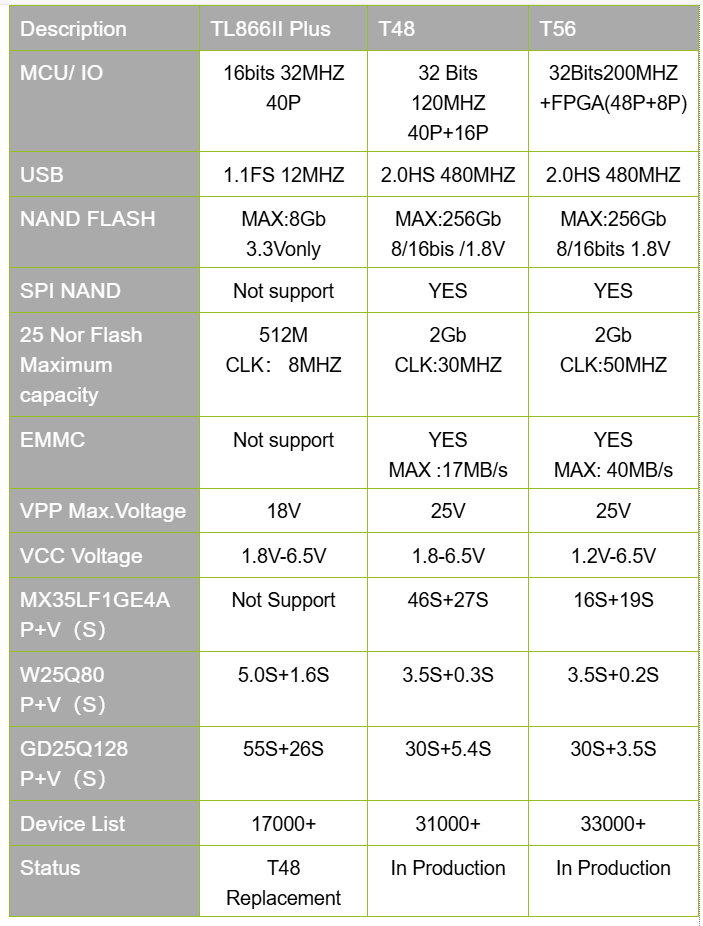 Description TL866II Plus T48 T56
MCU/ IO 16bits 32MHZ 32 Bits 32Bits200MHZ
40P 120MHZ +FPGA(48P+8P)
40P+16P
USB 1.1FS 12MHZ 2.0HS 480MHZ 2.0HS 480MHZ
NAND FLASH MAX:8Gb MAX:256Gb MAX:256Gb
3.3Vonly 8/16bis /1.8V 8/16bits 1.8V
SPI NAND Not support YES YES
25 Nor Flash 512M 2Gb 2Gb
Maximum CLK： 8MHZ CLK:30MHZ CLK:50MHZ
capacity
EMMC Not support YES YES
MAX :17MB/s MAX: 40MB/s
VPP Max.Voltage 18V 25V 25V
VCC Voltage 1.8V-6.5V 1.8-6.5V 1.2V-6.5V
MX35LF1GE4A Not Support 46S+27S 16S+19S
P+V（S）
W25Q80 5.0S+1.6S 3.5S+0.3S 3.5S+0.2S
P+V（S）
GD25Q128 55S+26S 30S+5.4S 30S+3.5S
P+V（S）
Device List 17000+ 31000+ 33000+
Status T48 In Production In Production
Replacement